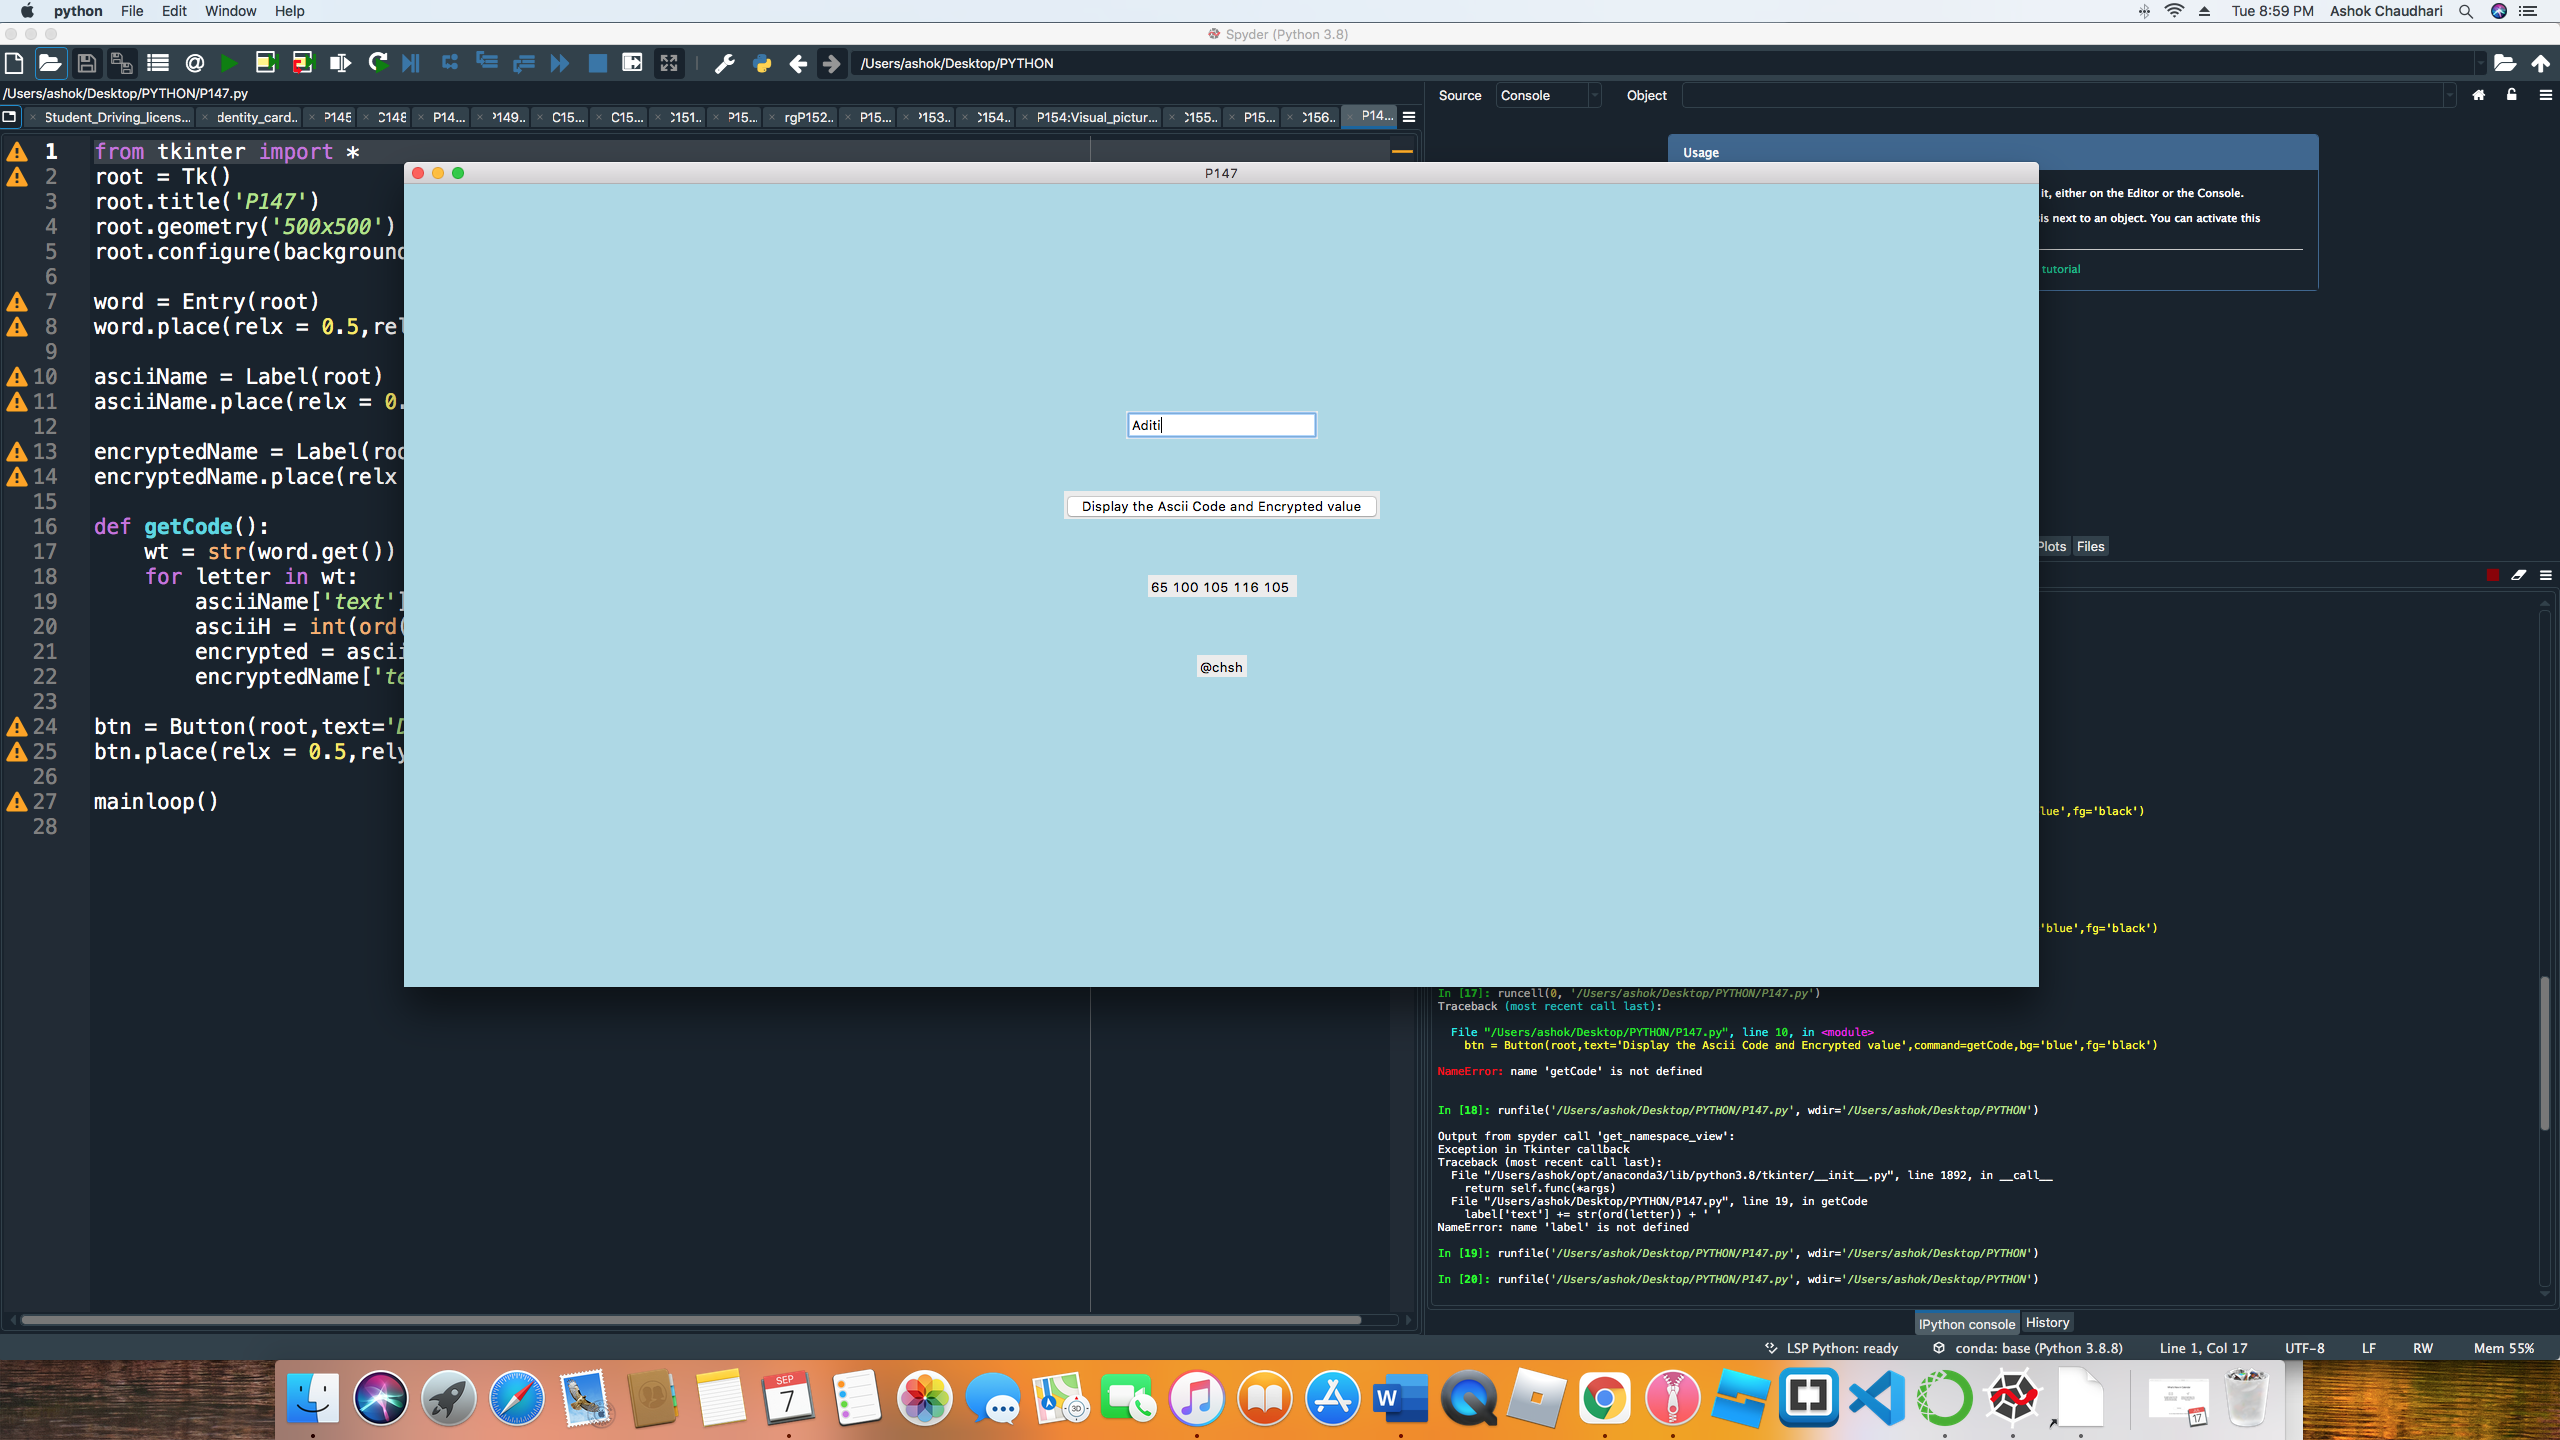 python File Edit Window Help
Tue 8:59 PM Ashok Chaudhari
Spyder (Python 3.8)
/Users/ashok/Desktop/PYTHON
/Users/ashok/Desktop/PYTHON/P147.py
Student_Driving_licens... dentity_card.. P145 C148 P14... P149.. C15... C15... C151.. P15... rgP152.. P15... P153.. C154.. P154:Visual_pictur... C155.. P15... C156.. P14...
1 from tkinter import *
2 root = Tk()
3 root.title('P147')
4 root.geometry('500x500')
5 root.configure(background
6
7 word = Entry(root)
8 word.place(relx = 0.5,rel
9
10 asciiName = Label(root)
11 asciiName.place(relx = 0.
12
13 encryptedName = Label(roo
14 encryptedName.place(relx
15
16 def getCode():
17 wt = str(word.get())
18 for letter in wt:
19 asciiName['text']
20 asciiH = int(ord(
21 encrypted = ascii
22 encryptedName['te
23
24 btn = Button(root,text='D
25 btn.place(relx = 0.5,rely
26
27 mainloop()
28
P147
Aditi
Display the Ascii Code and Encrypted value
65 100 105 116 105
@chsh
Source Console Object
Usage
it, either on the Editor or the Console.
is next to an object. You can activate this
tutorial
Plots Files
lue',fg='black')
'blue',fg='black')
In [17]: runcell(0, '/Users/ashok/Desktop/PYTHON/P147.py')
Traceback (most recent call last):
File "/Users/ashok/Desktop/PYTHON/P147.py", line 10, in <module>
btn = Button(root,text='Display the Ascii Code and Encrypted value',command=getCode,bg='blue',fg='black')
NameError: name 'getCode' is not defined
In [18]: runfile('/Users/ashok/Desktop/PYTHON/P147.py', wdir='/Users/ashok/Desktop/PYTHON')
Output from spyder call 'get_namespace_view':
Exception in Tkinter callback
Traceback (most recent call last):
File "/Users/ashok/opt/anaconda3/lib/python3.8/tkinter/__init__.py", line 1892, in __call__
return self.func(*args)
File "/Users/ashok/Desktop/PYTHON/P147.py", line 19, in getCode
label['text'] += str(ord(letter)) + ' '
NameError: name 'label' is not defined
In [19]: runfile('/Users/ashok/Desktop/PYTHON/P147.py', wdir='/Users/ashok/Desktop/PYTHON')
In [20]: runfile('/Users/ashok/Desktop/PYTHON/P147.py', wdir='/Users/ashok/Desktop/PYTHON')
IPython console History
LSP Python: ready conda: base (Python 3.8.8) Line 1, Col 17 UTF-8 LF RW Mem 55%
SEP
7
3D
W
17